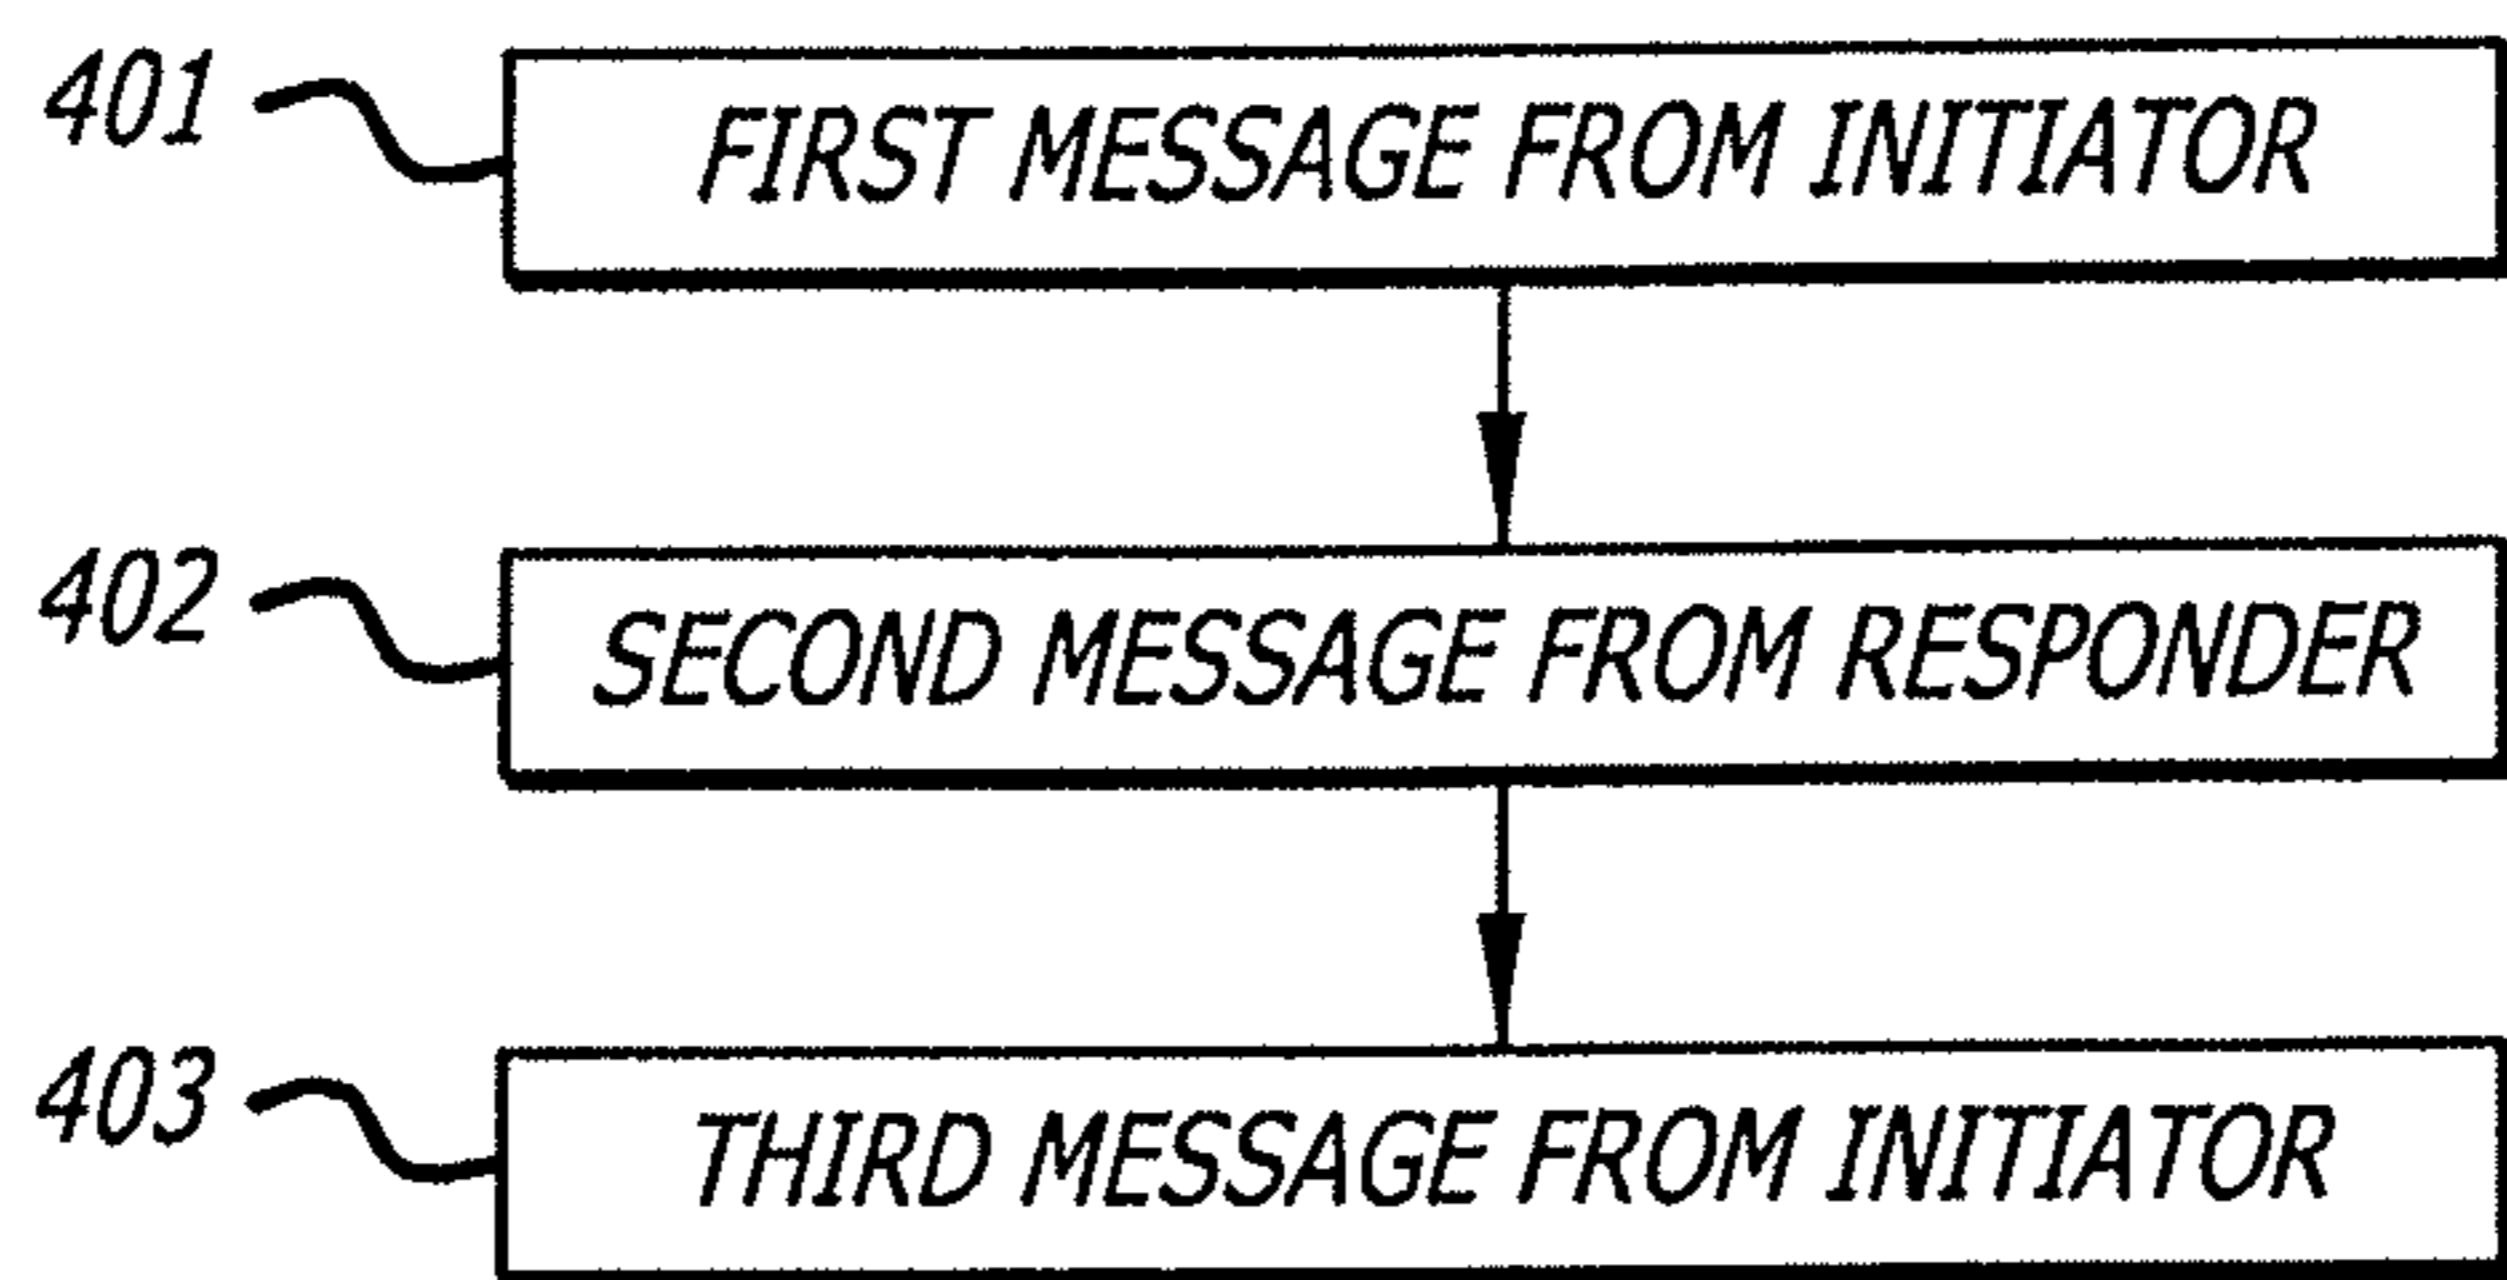 401 FIRST MESSAGE FROM INITIATOR
402 SECOND MESSAGE FROM RESPONDER
403 THIRD MESSAGE FROM INITIATOR